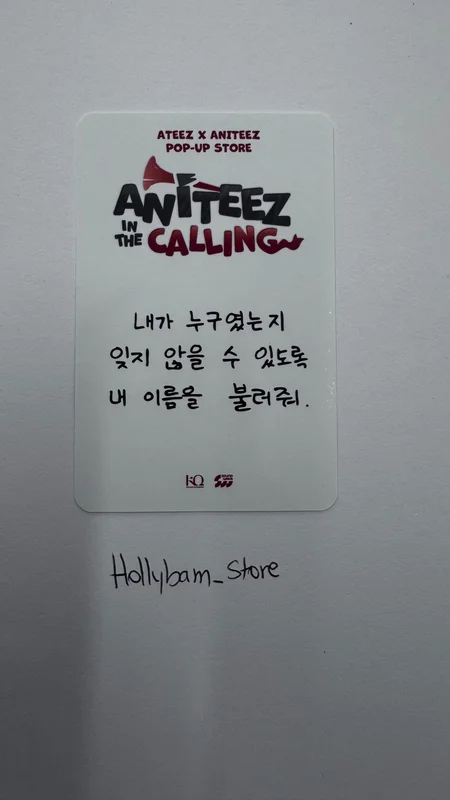 ATEEZ X ANITEEZ
POP-UP STORE
ANITEEZ
IN
THE CALLING
내가 누구였는지
잊지 않을 수 있도록
내 이름을 불러줘.
KQ
Hollybam_store